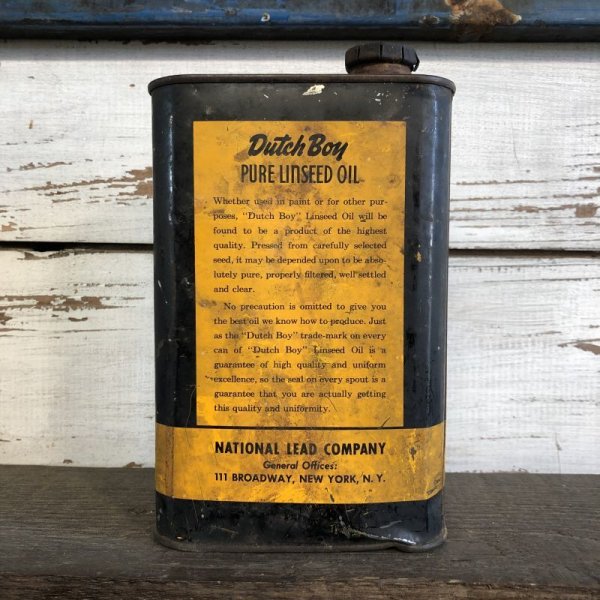 Dutch Boy
PURE LINSEED OIL
Whether used in paint or for other pur-
poses, "Dutch Boy" Linseed Oil will be
found to be a product of the highest
quality. Pressed from carefully selected
seed, it may be depended upon to be abso-
lutely pure, properly filtered, well settled
and clear.
No precaution is omitted to give you
the best oil we know how to produce. Just
as the "Dutch Boy" trade-mark on every
can of "Dutch Boy" Linseed Oil is a
guarantee of high quality and uniform
excellence, so the seal on every spout is a
guarantee that you are actually getting
this quality and uniformity.
NATIONAL LEAD COMPANY
General Offices:
111 BROADWAY, NEW YORK, N. Y.